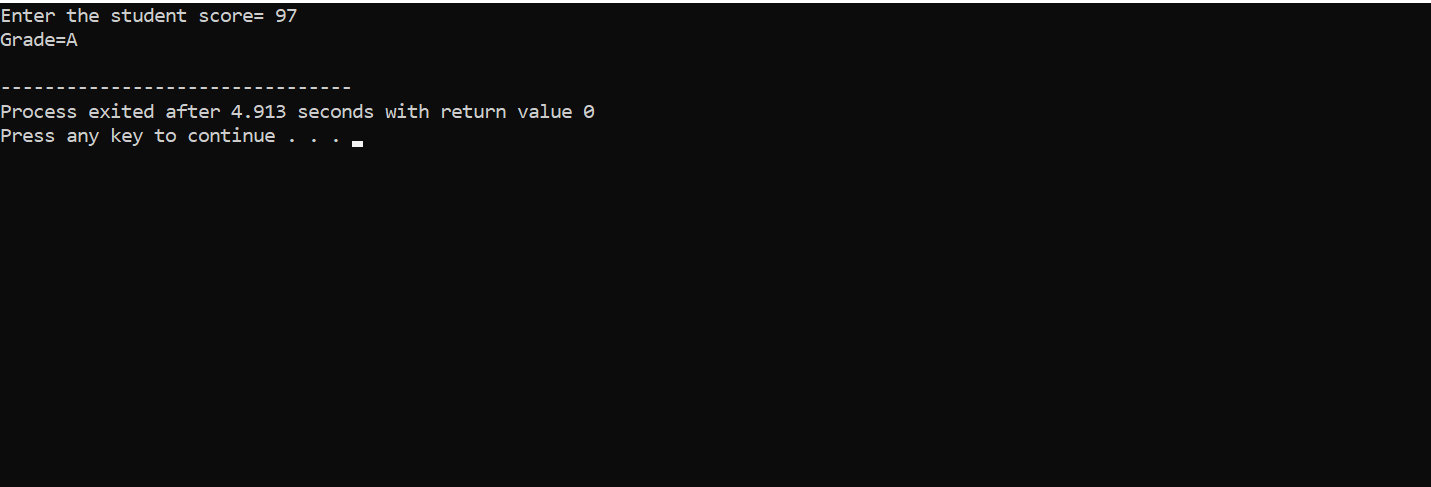 Enter the student score= 97
Grade=A
--------------------------------
Process exited after 4.913 seconds with return value 0
Press any key to continue . . .